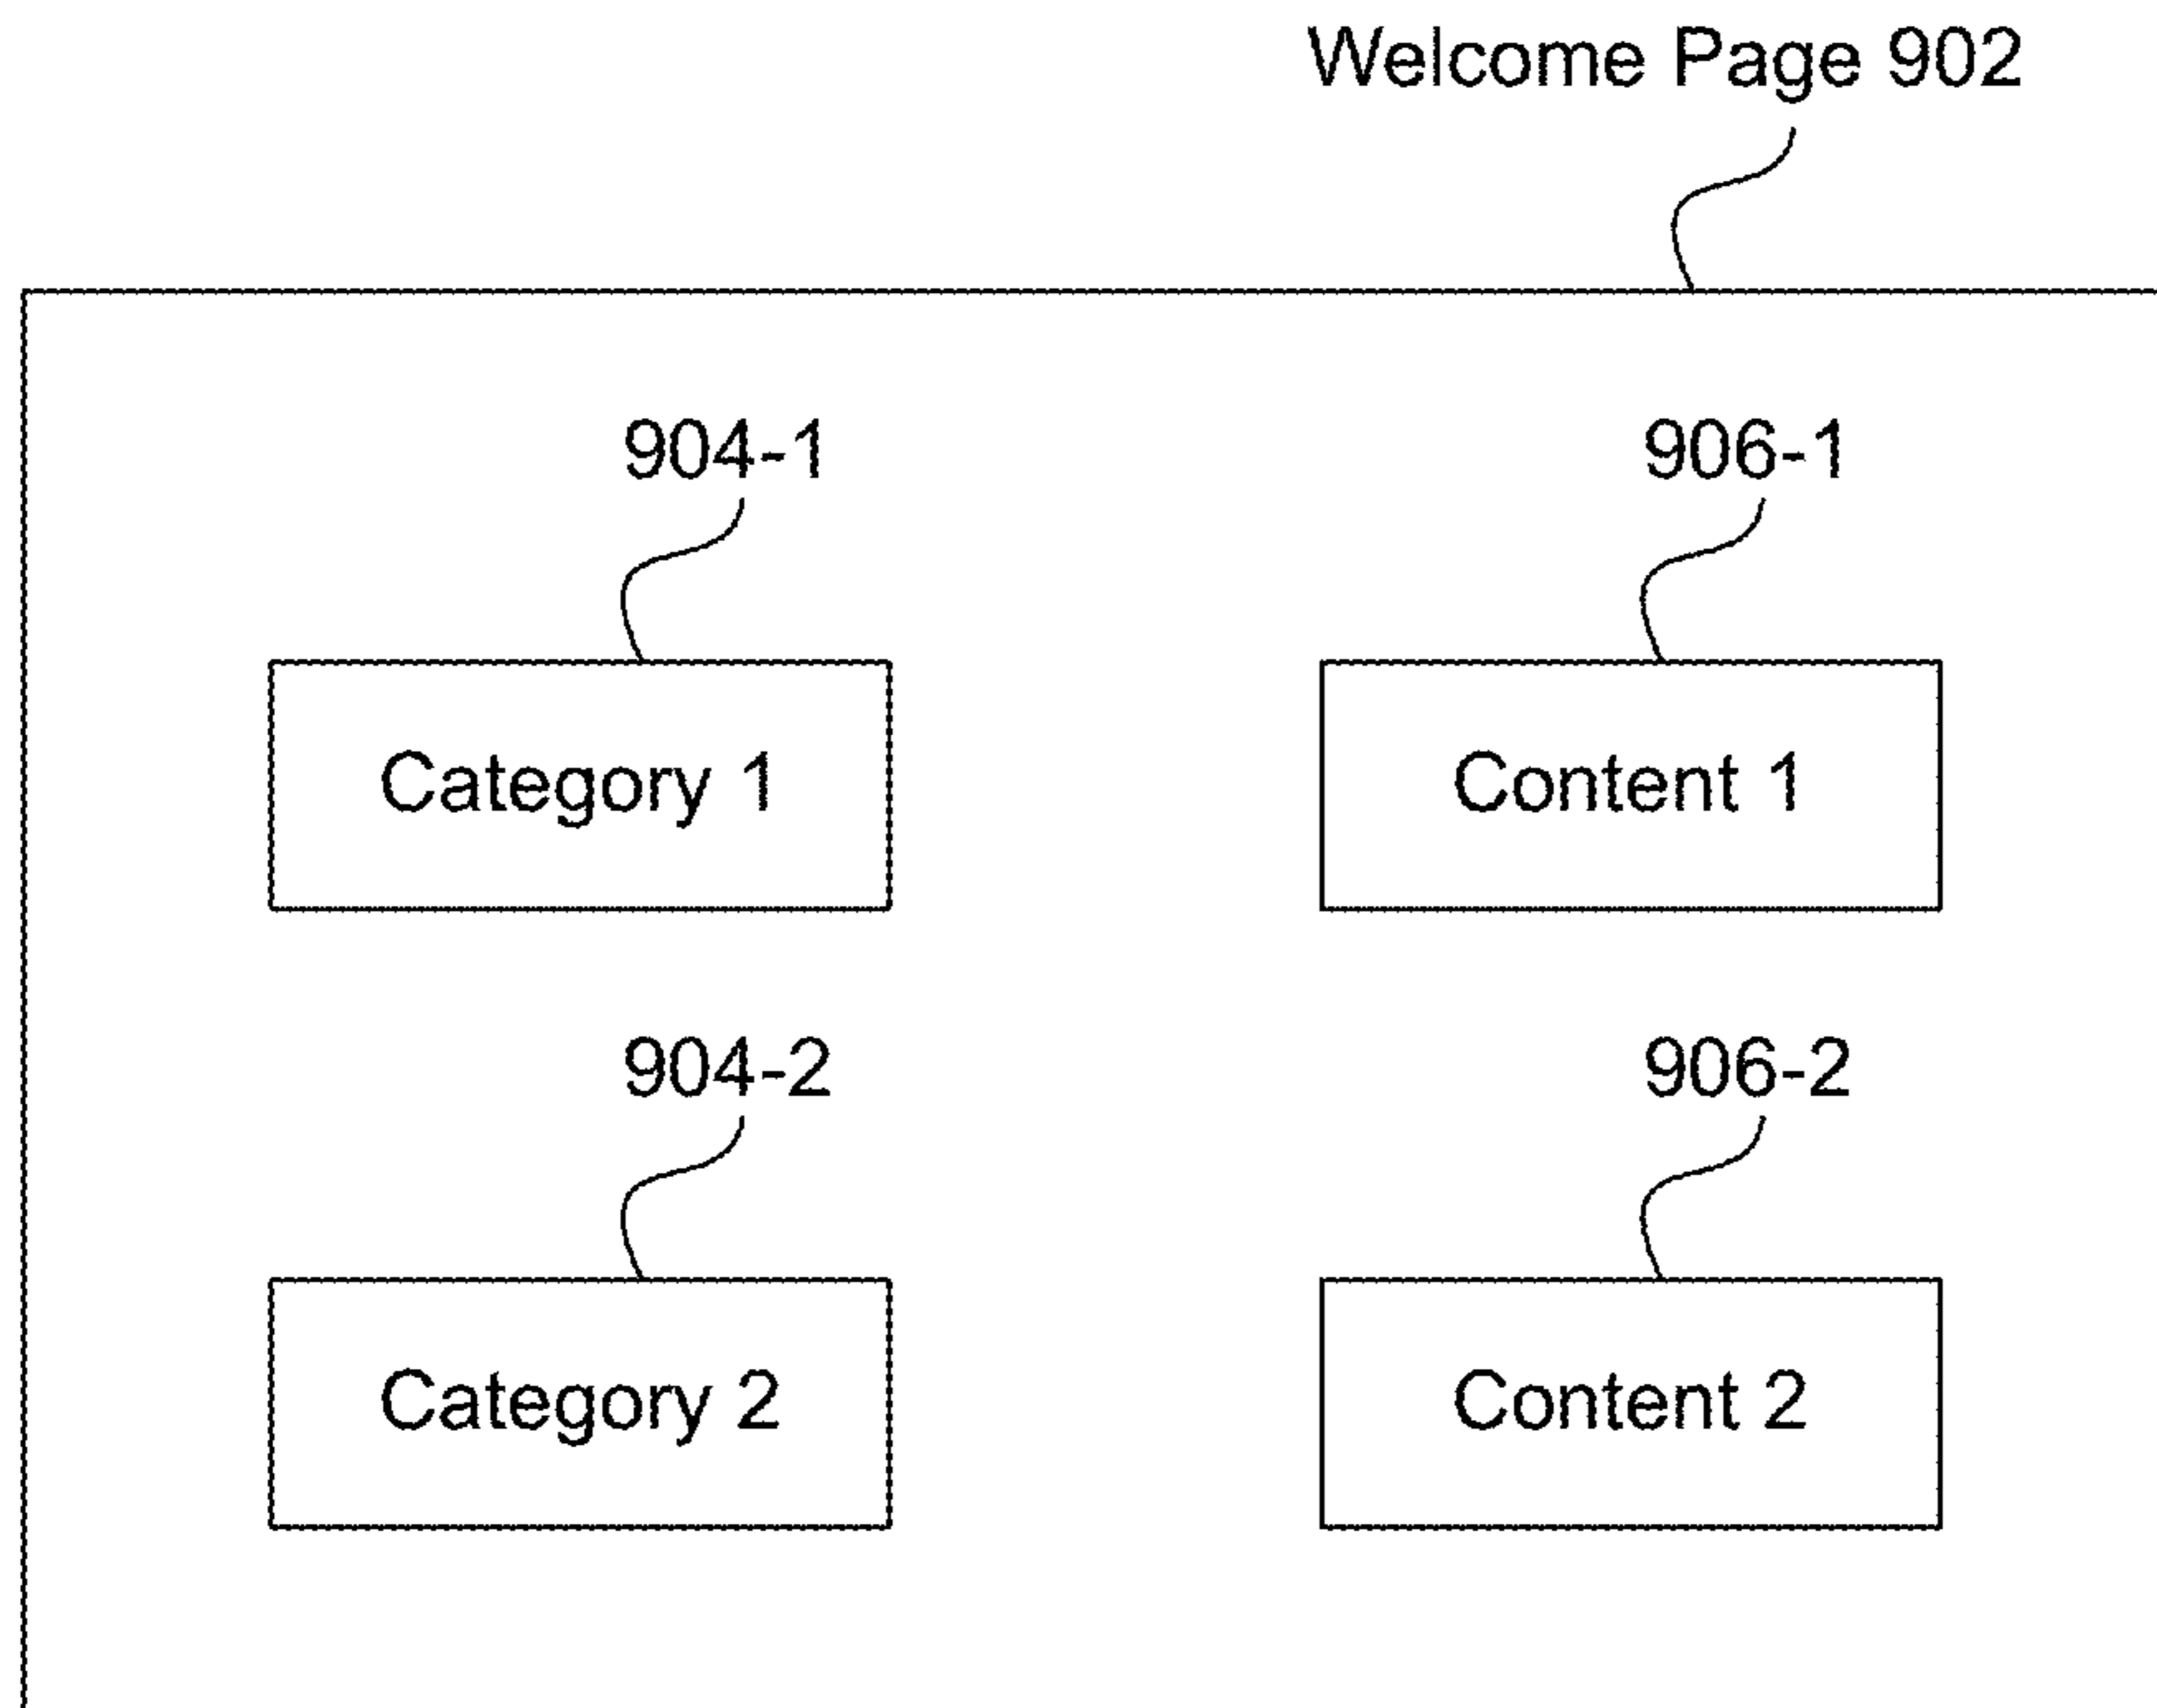 Welcome Page 902
904-1
906-1
Category 1
Content 1
904-2
906-2
Category 2
Content 2